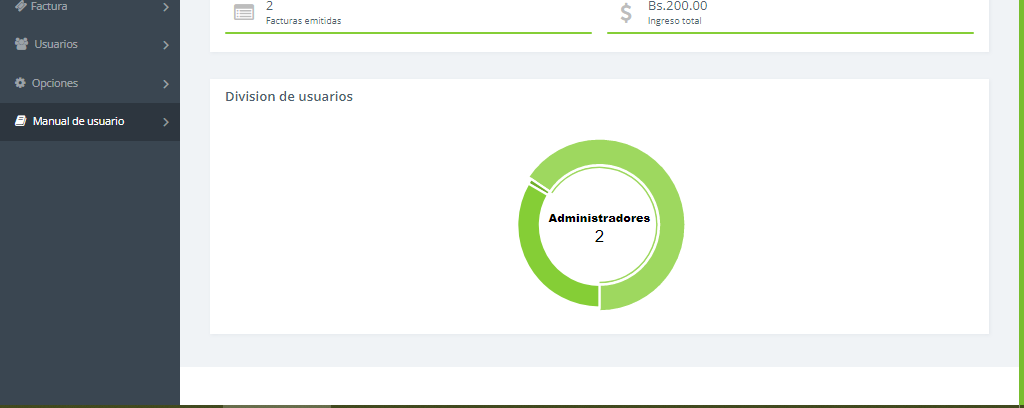 Factura
2
Bs.200.00
Facturas emitidas
Ingreso total
Usuarios
Opciones
Division de usuarios
Manual de usuario
Administradores
2